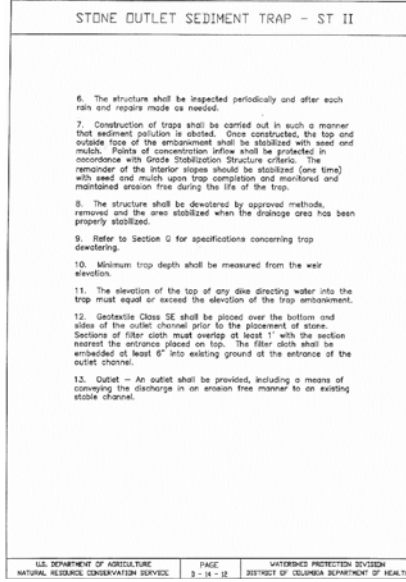 STONE OUTLET SEDIMENT TRAP - ST II
6. The structure shall be inspected periodically and after each
rain and repairs made as needed.
7. Construction of traps shall be carried out in such a manner
that sediment pollution is abated. Once constructed, the top and
outside face of the embankment shall be stabilized with seed and
mulch. Points of concentration inflow shall be protected in
accordance with Grade Stabilization Structure criteria. The
remainder of the interior slopes should be stabilized (one time)
with seed and mulch upon trap completion and monitored and
maintained erosion free during the life of the trap.
8. The structure shall be dewatered by approved methods,
removed and the area stabilized when the drainage area has been
properly stabilized.
9. Refer to Section G for specifications concerning trap
dewatering.
10. Minimum trap depth shall be measured from the weir
elevation.
11. The elevation of the top of any dike directing water into the
trap must equal or exceed the elevation of the trap embankment.
12. Geotextile Class SE shall be placed over the bottom and
sides of the outlet channel prior to the placement of stone.
Sections of filter cloth must overlap at least 1' with the section
nearest the entrance placed on top. The filter cloth shall be
embedded at least 6" into existing ground at the entrance of the
outlet channel.
13. Outlet - An outlet shall be provided, including a means of
conveying the discharge in an erosion free manner to an existing
stable channel.
U.S. DEPARTMENT OF AGRICULTURE
NATURAL RESOURCE CONSERVATION SERVICE
PAGE
D - 14 - 12
WATERSHED PROTECTION DIVISION
DISTRICT OF COLUMBIA DEPARTMENT OF HEALTH